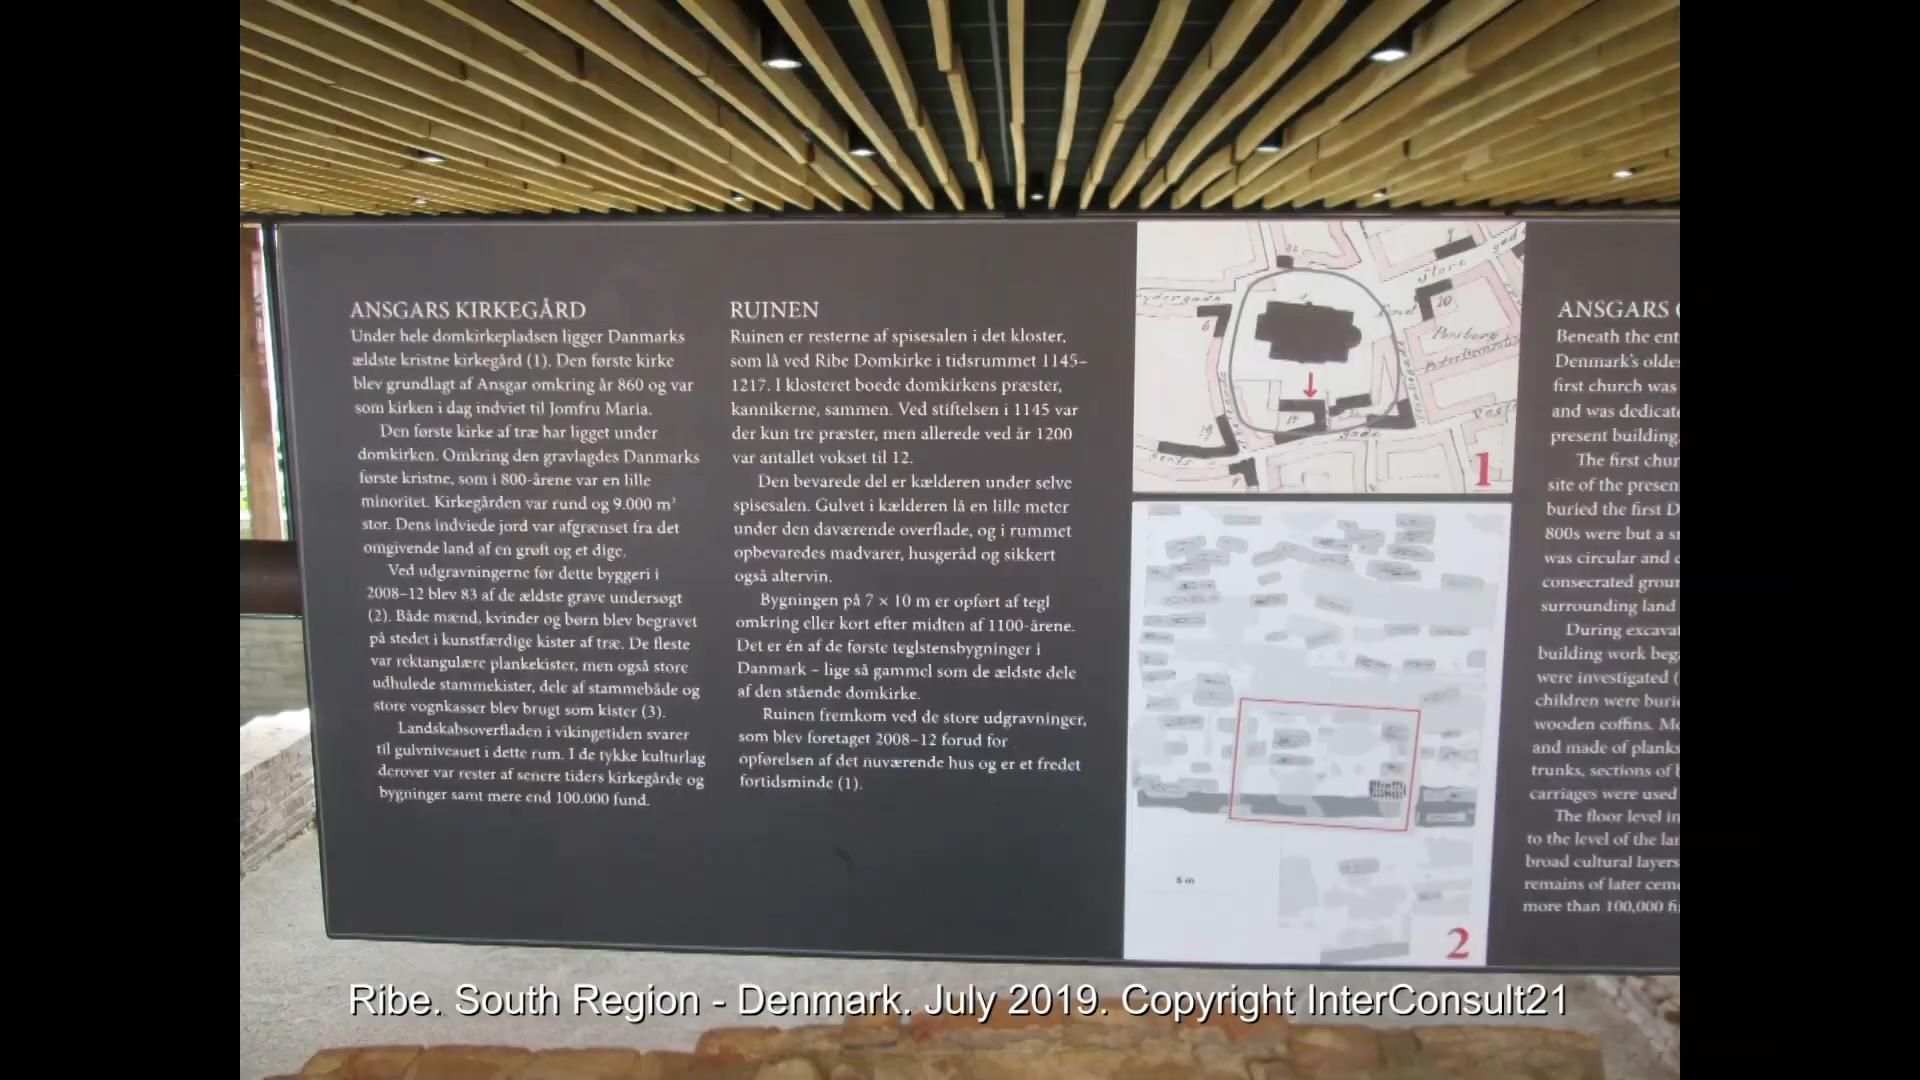 ANSGARS KIRKEGÅRD
Under hele domkirkepladsen ligger Danmarks
ældste kristne kirkegård (1). Den første kirke
blev grundlagt af Ansgar omkring år 860 og var
som kirken i dag indviet til Jomfru Maria.
Den første kirke af træ har ligget under
domkirken. Omkring den gravlagdes Danmarks
første kristne, som i 800-årene var en lille
minoritet. Kirkegården var rund og 9.000 m²
stor. Dens indviede jord var afgrænset fra det
omgivende land af en grøft og et dige.
Ved udgravningerne før dette byggeri i
2008–12 blev 83 af de ældste grave undersøgt
(2). Både mænd, kvinder og børn blev begravet
på stedet i kunstfærdige kister af træ. De fleste
var rektangulære plankekister, men også store
udhulede stammekister, dele af stammebåde og
store vognkasser blev brugt som kister (3).
Landskabsoverfladen i vikingetiden svarer
til gulvniveauet i dette rum. I de tykke kulturlag
derover var rester af senere tiders kirkegårde og
bygninger samt mere end 100.000 fund.
RUINEN
Ruinen er resterne af spisesalen i det kloster,
som lå ved Ribe Domkirke i tidsrummet 1145–
1217. I klosteret boede domkirkens præster,
kannikerne, sammen. Ved stiftelsen i 1145 var
der kun tre præster, men allerede ved år 1200
var antallet vokset til 12.
Den bevarede del er kælderen under selve
spisesalen. Gulvet i kælderen lå en lille meter
under den daværende overflade, og i rummet
opbevaredes madvarer, husgeråd og sikkert
også altervin.
Bygningen på 7 × 10 m er opført af tegl
omkring eller kort efter midten af 1100-årene.
Det er én af de første teglstensbygninger i
Danmark – lige så gammel som de ældste dele
af den stående domkirke.
Ruinen fremkom ved de store udgravninger,
som blev foretaget 2008–12 forud for
opførelsen af det nuværende hus og er et fredet
fortidsminde (1).
Store
20
1
5 m
2
ANSGARS
Beneath the ent
Denmark's oldes
first church was
and was dedicate
present building.
The first chur
site of the presen
buried the first D
800s were but a sm
was circular and
consecrated groun
surrounding land
During excavat
building work beg
were investigated (
children were burie
wooden coffins. Mo
and made of planks
trunks, sections of b
carriages were used
The floor level in
to the level of the lan
broad cultural layers
remains of later ceme
more than 100,000 fi
Ribe. South Region - Denmark. July 2019. Copyright InterConsult21